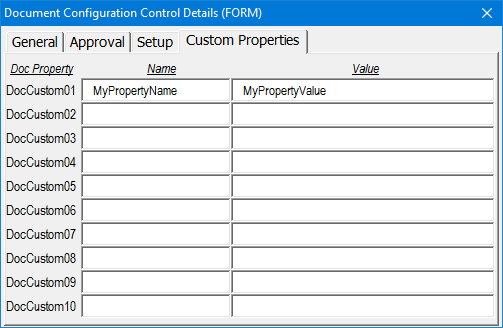 Document Configuration Control Details (FORM)
General Approval Setup Custom Properties
Doc Property Name Value
DocCustom01 MyPropertyName MyPropertyValue
DocCustom02
DocCustom03
DocCustom04
DocCustom05
DocCustom06
DocCustom07
DocCustom08
DocCustom09
DocCustom10